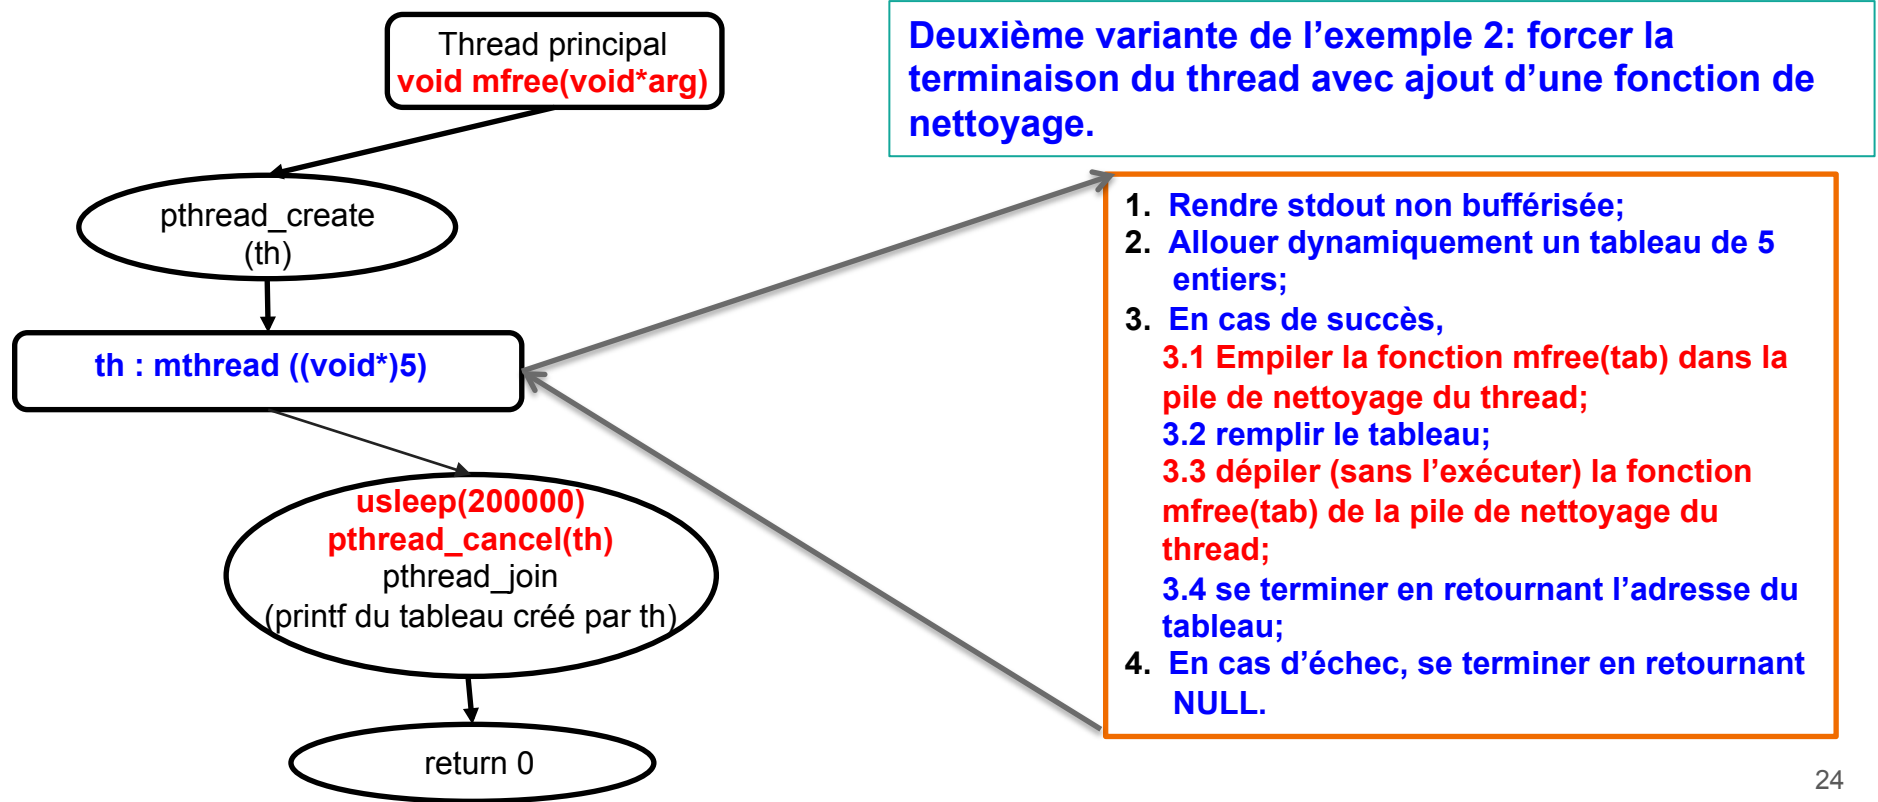 Thread principal
void mfree(void*arg)
Deuxième variante de l’exemple 2: forcer la
terminaison du thread avec ajout d’une fonction de
nettoyage.
pthread_create
(th)
th : mthread ((void*)5)
usleep(200000)
pthread_cancel(th)
pthread_join
(printf du tableau créé par th)
return 0
1. Rendre stdout non bufférisée;
2. Allouer dynamiquement un tableau de 5
entiers;
3. En cas de succès,
3.1 Empiler la fonction mfree(tab) dans la
pile de nettoyage du thread;
3.2 remplir le tableau;
3.3 dépiler (sans l’exécuter) la fonction
mfree(tab) de la pile de nettoyage du
thread;
3.4 se terminer en retournant l’adresse du
tableau;
4. En cas d’échec, se terminer en retournant
NULL.
24